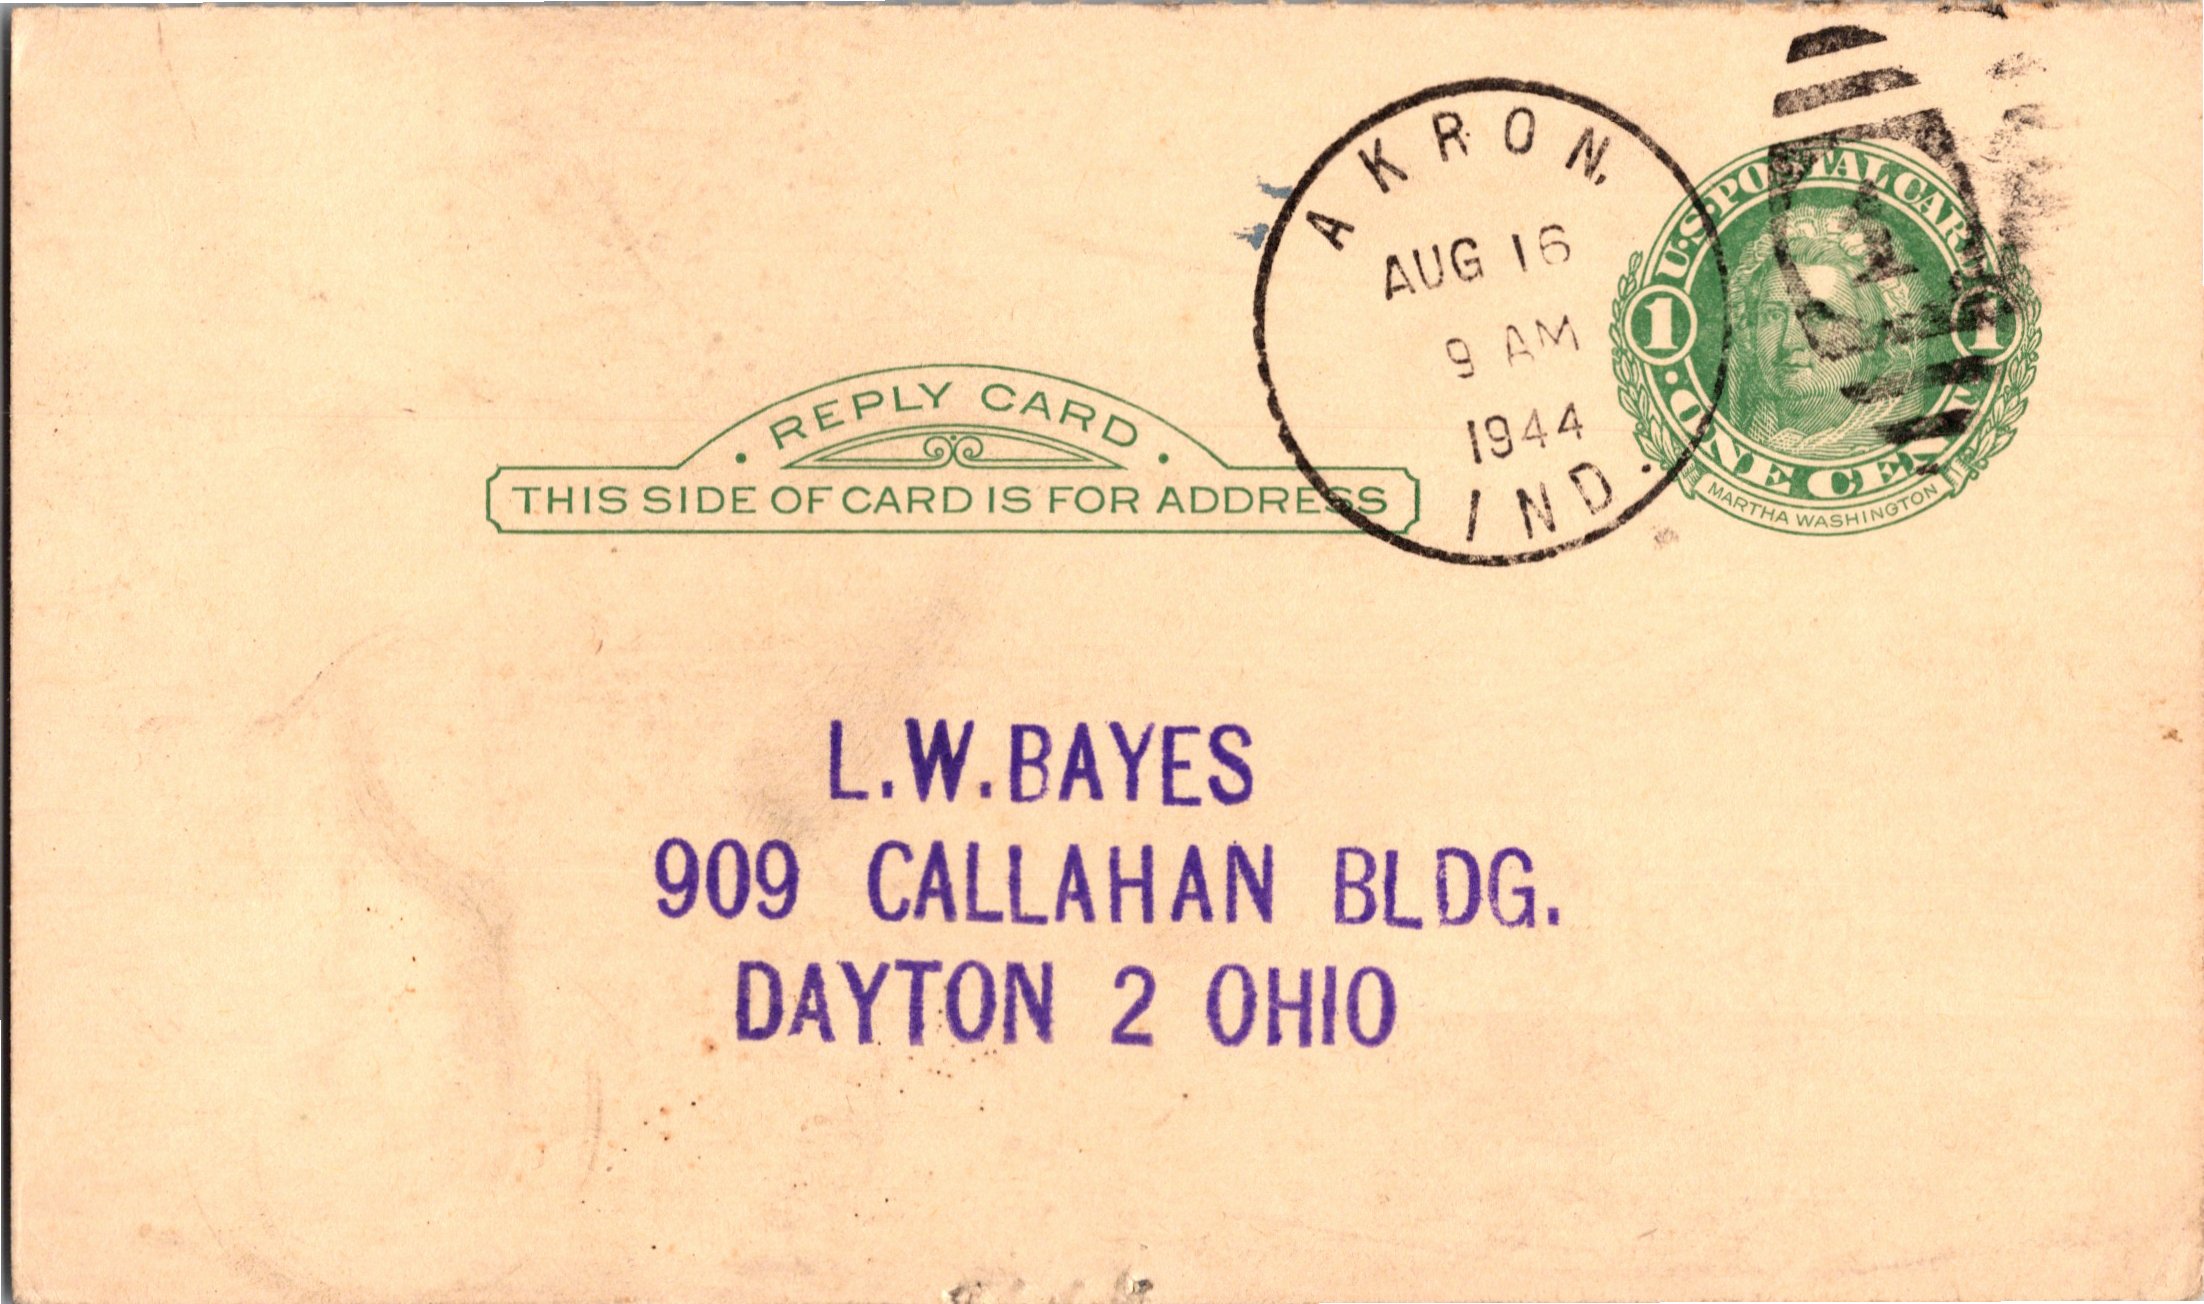 AKRON,
AUG 16
9 AM
1944
IND.
U.S. POSTAL CARD
1 1
· ONE CENT
MARTHA WASHINGTON
· REPLY CARD ·
THIS SIDE OF CARD IS FOR ADDRESS
L.W.BAYES
909 CALLAHAN BLDG.
DAYTON 2 OHIO